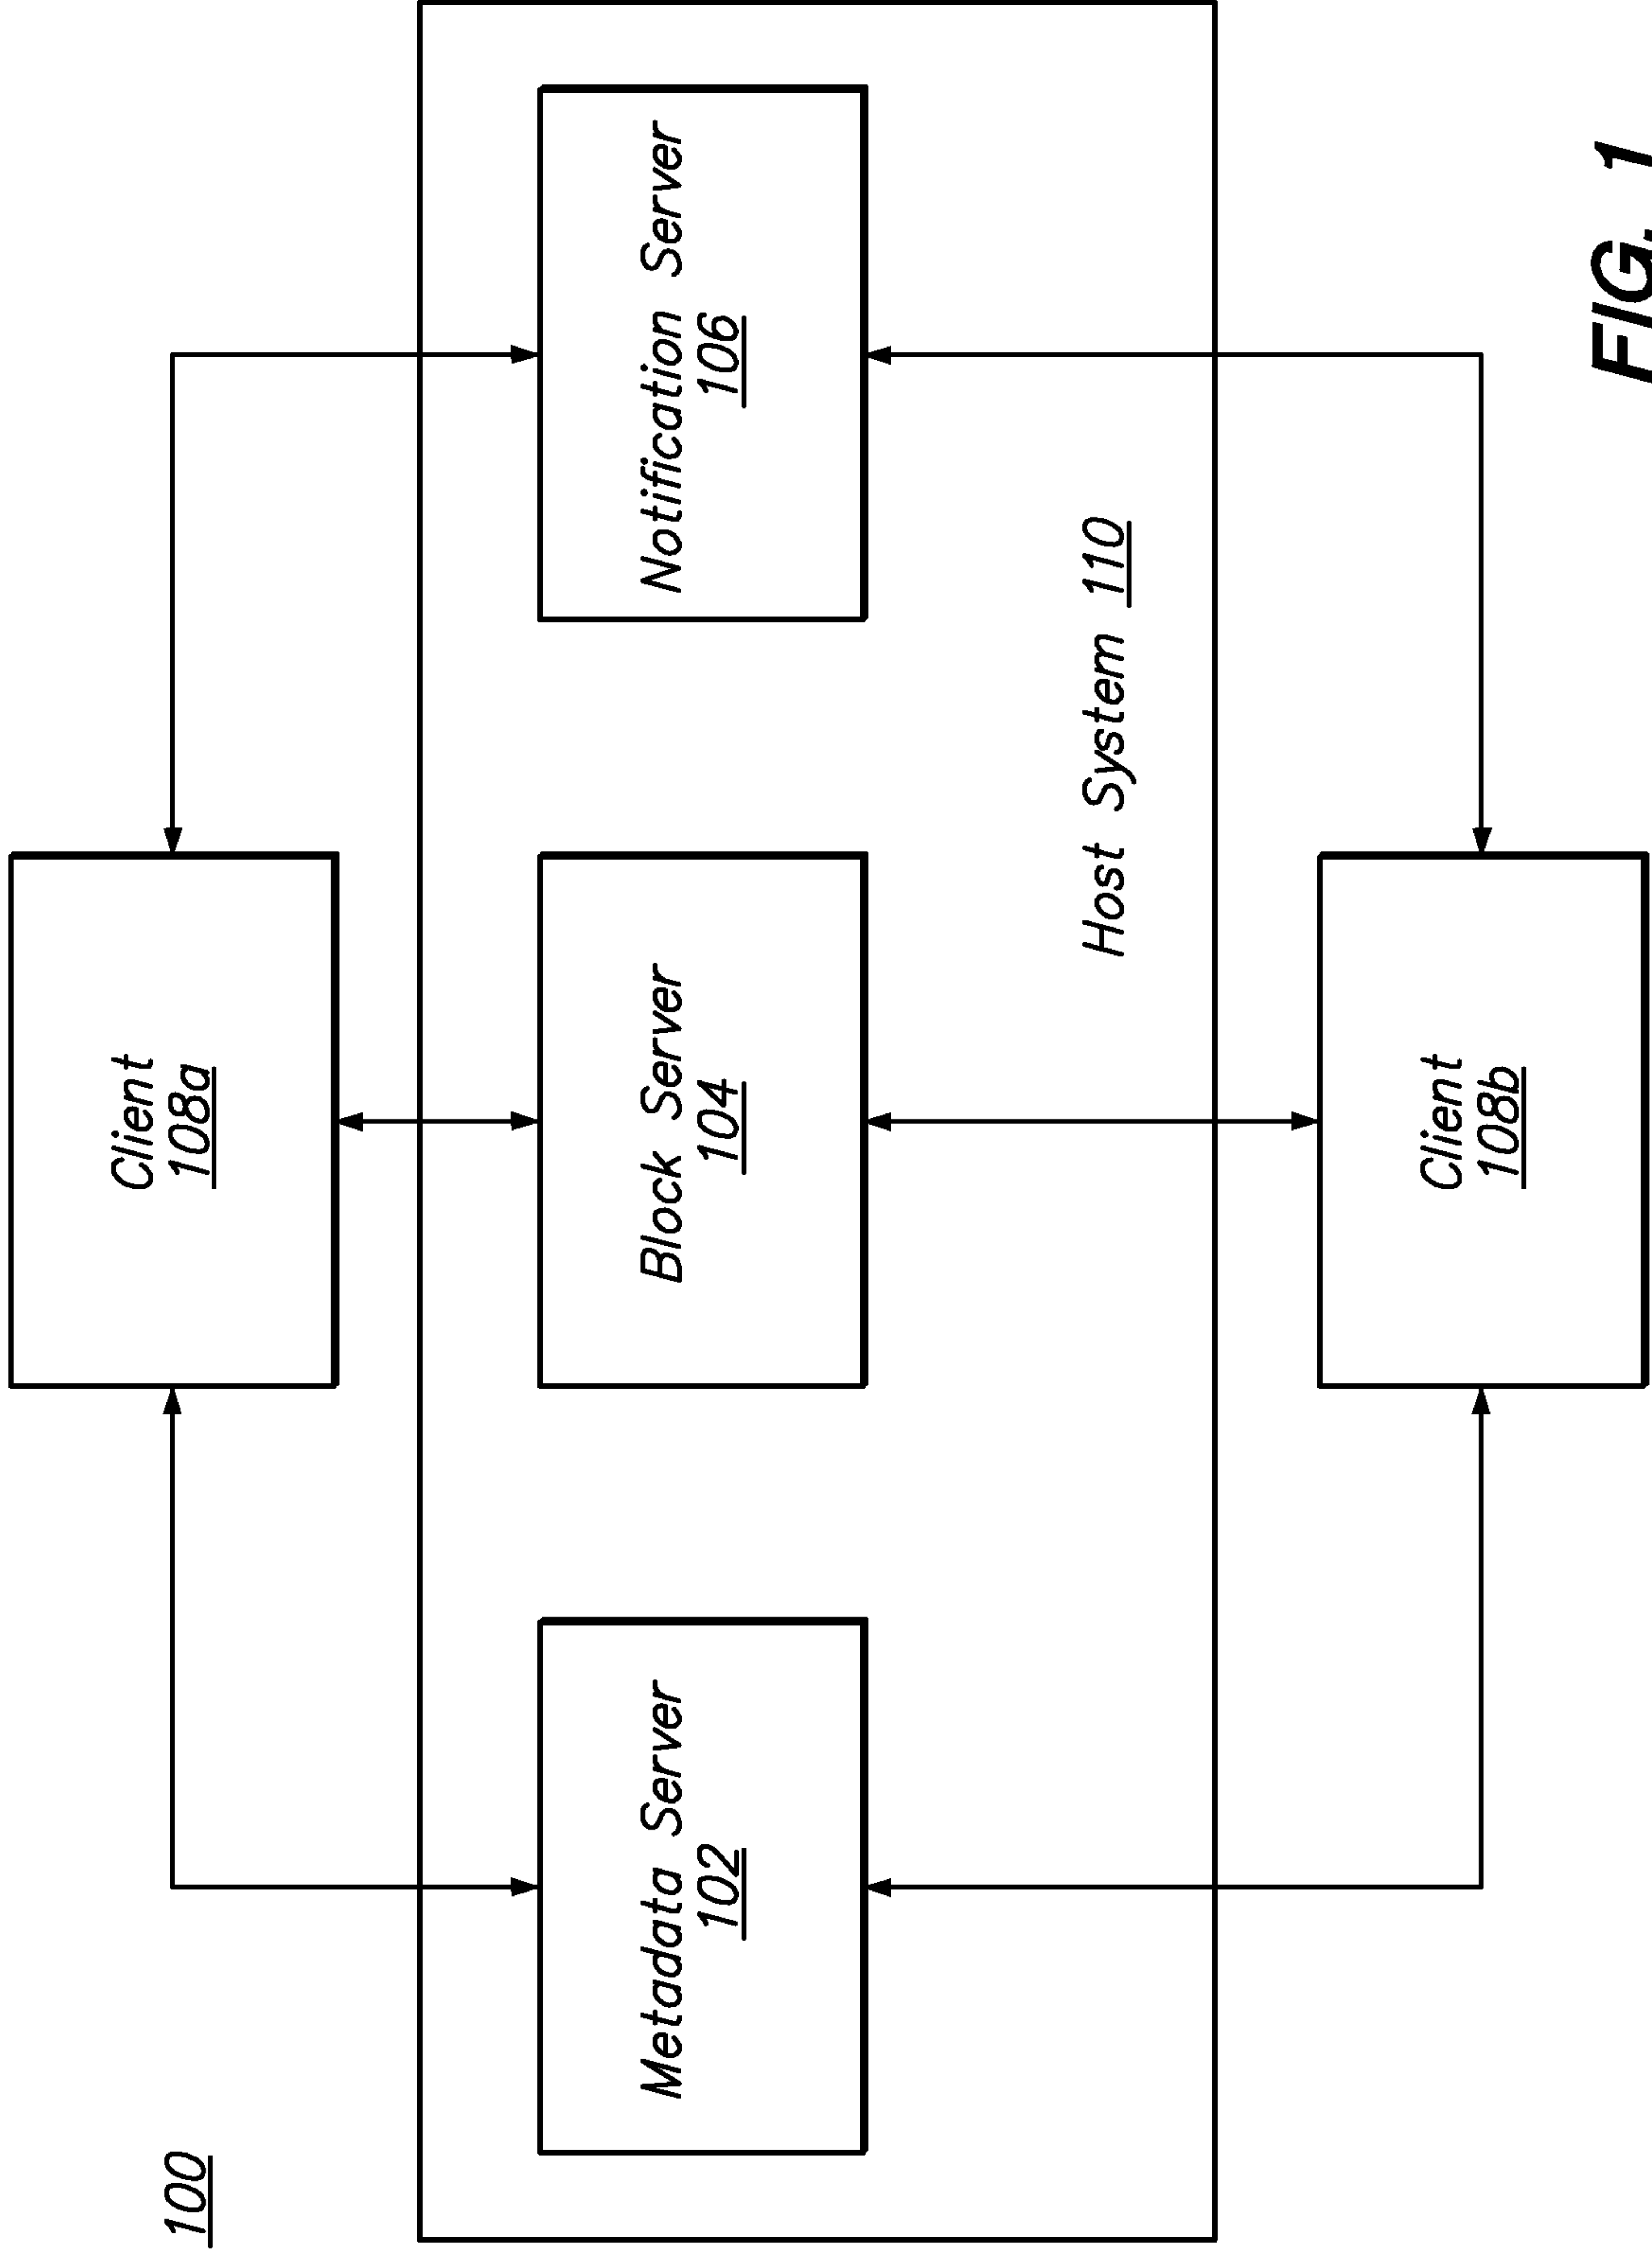 100
Client
108a
Metadata Server
102
Block Server
104
Notification Server
106
Host System 110
Client
108b
FIG. 1